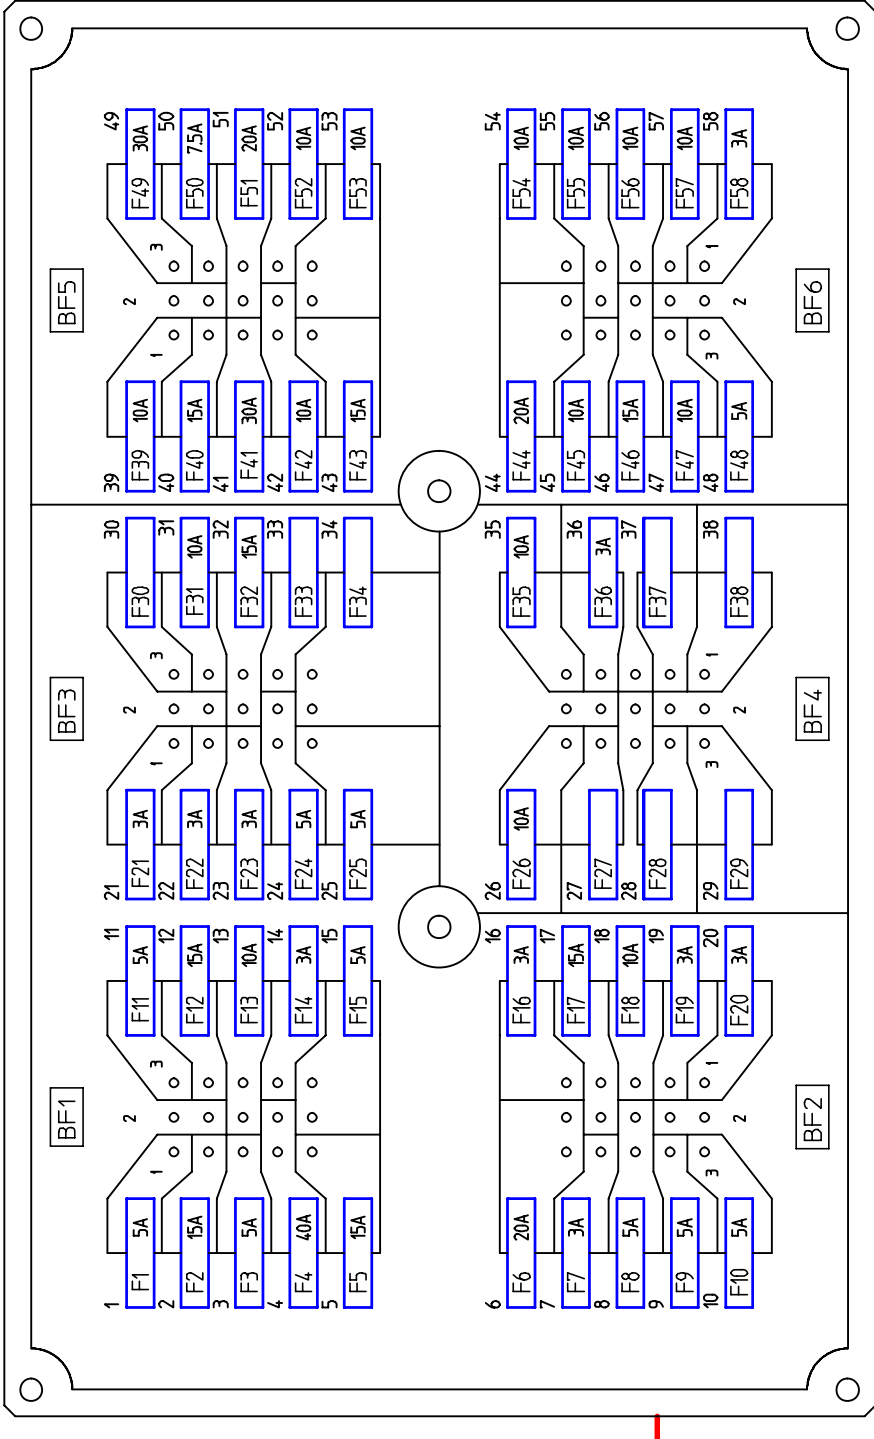 49 50 51 52 53
30A 7.5A 20A 10A 10A
F49 F50 F51 F52 F53
54 55 56 57 58
10A 10A 10A 10A 3A
F54 F55 F56 F57 F58
BF5
3
2
1
1
2
3
BF6
10A 15A 30A 10A 15A
F39 F40 F41 F42 F43
39 40 41 42 43
20A 10A 15A 10A 5A
F44 F45 F46 F47 F48
44 45 46 47 48
30 31 32 33 34
10A 15A
F30 F31 F32 F33 F34
35 36 37 38
10A 3A
F35 F36 F37 F38
BF3
3
2
1
1
2
3
BF4
3A 3A 3A 5A 5A
F21 F22 F23 F24 F25
21 22 23 24 25
10A
F26 F27 F28 F29
26 27 28 29
11 12 13 14 15
5A 15A 10A 3A 5A
F11 F12 F13 F14 F15
16 17 18 19 20
3A 15A 10A 3A 3A
F16 F17 F18 F19 F20
BF1
3
2
1
1
2
3
BF2
5A 15A 5A 40A 15A
F1 F2 F3 F4 F5
1 2 3 4 5
20A 3A 5A 5A 5A
F6 F7 F8 F9 F10
6 7 8 9 10